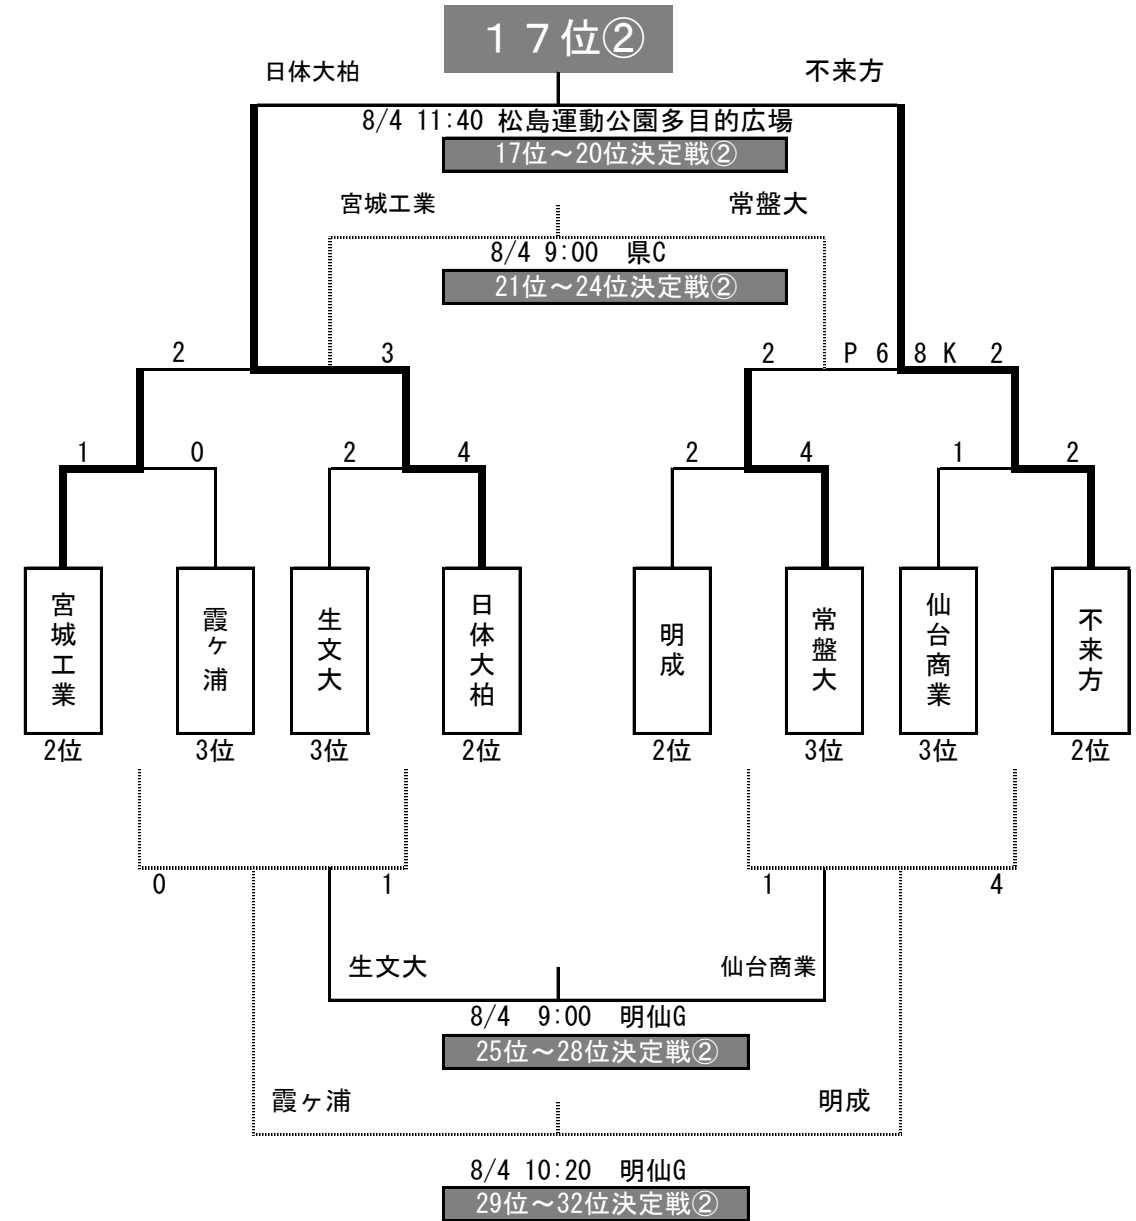 17位②
日体大柏 不来方
8/4 11:40 松島運動公園多目的広場
17位～20位決定戦②
宮城工業 常盤大
8/4 9:00 県C
21位～24位決定戦②
2 3 2 P 6 8 K 2
1 0 2 4 2 4 1 2
宮城工業
霞ヶ浦
生文大
日体大柏
明成
常盤大
仙台商業
不来方
2位 3位 3位 2位 2位 3位 3位 2位
0 1 1 4
生文大 仙台商業
8/4 9:00 明仙G
25位～28位決定戦②
霞ヶ浦 明成
8/4 10:20 明仙G
29位～32位決定戦②